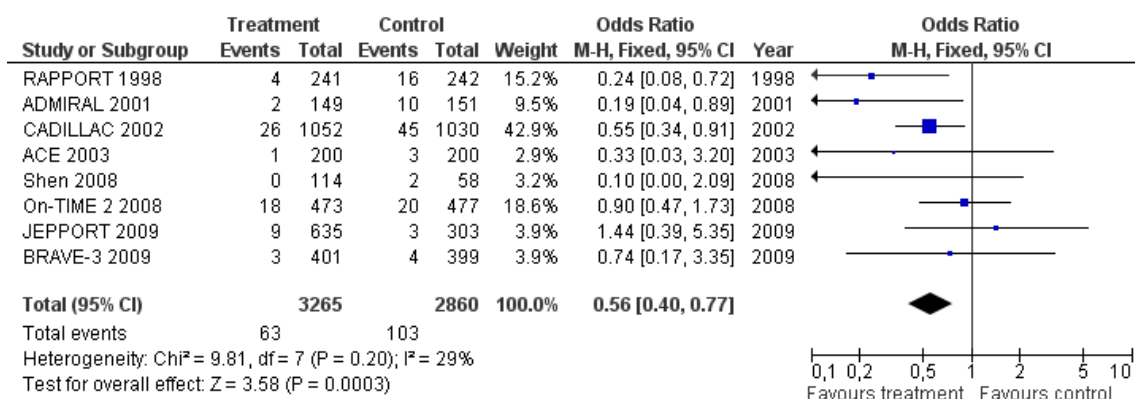 Treatment Control Odds Ratio Odds Ratio
Study or Subgroup Events Total Events Total Weight M-H, Fixed, 95% CI Year M-H, Fixed, 95% CI
RAPPORT 1998 4 241 16 242 15.2% 0.24 [0.08, 0.72] 1998
ADMIRAL 2001 2 149 10 151 9.5% 0.19 [0.04, 0.89] 2001
CADILLAC 2002 26 1052 45 1030 42.9% 0.55 [0.34, 0.91] 2002
ACE 2003 1 200 3 200 2.9% 0.33 [0.03, 3.20] 2003
Shen 2008 0 114 2 58 3.2% 0.10 [0.00, 2.09] 2008
On-TIME 2 2008 18 473 20 477 18.6% 0.90 [0.47, 1.73] 2008
JEPPORT 2009 9 635 3 303 3.9% 1.44 [0.39, 5.35] 2009
BRAVE-3 2009 3 401 4 399 3.9% 0.74 [0.17, 3.35] 2009
Total (95% CI) 3265 2860 100.0% 0.56 [0.40, 0.77]
Total events 63 103
Heterogeneity: Chi² = 9.81, df = 7 (P = 0.20); I² = 29%
Test for overall effect: Z = 3.58 (P = 0.0003)
0,1 0,2 0,5 1 2 5 10
Favours treatment Favours control